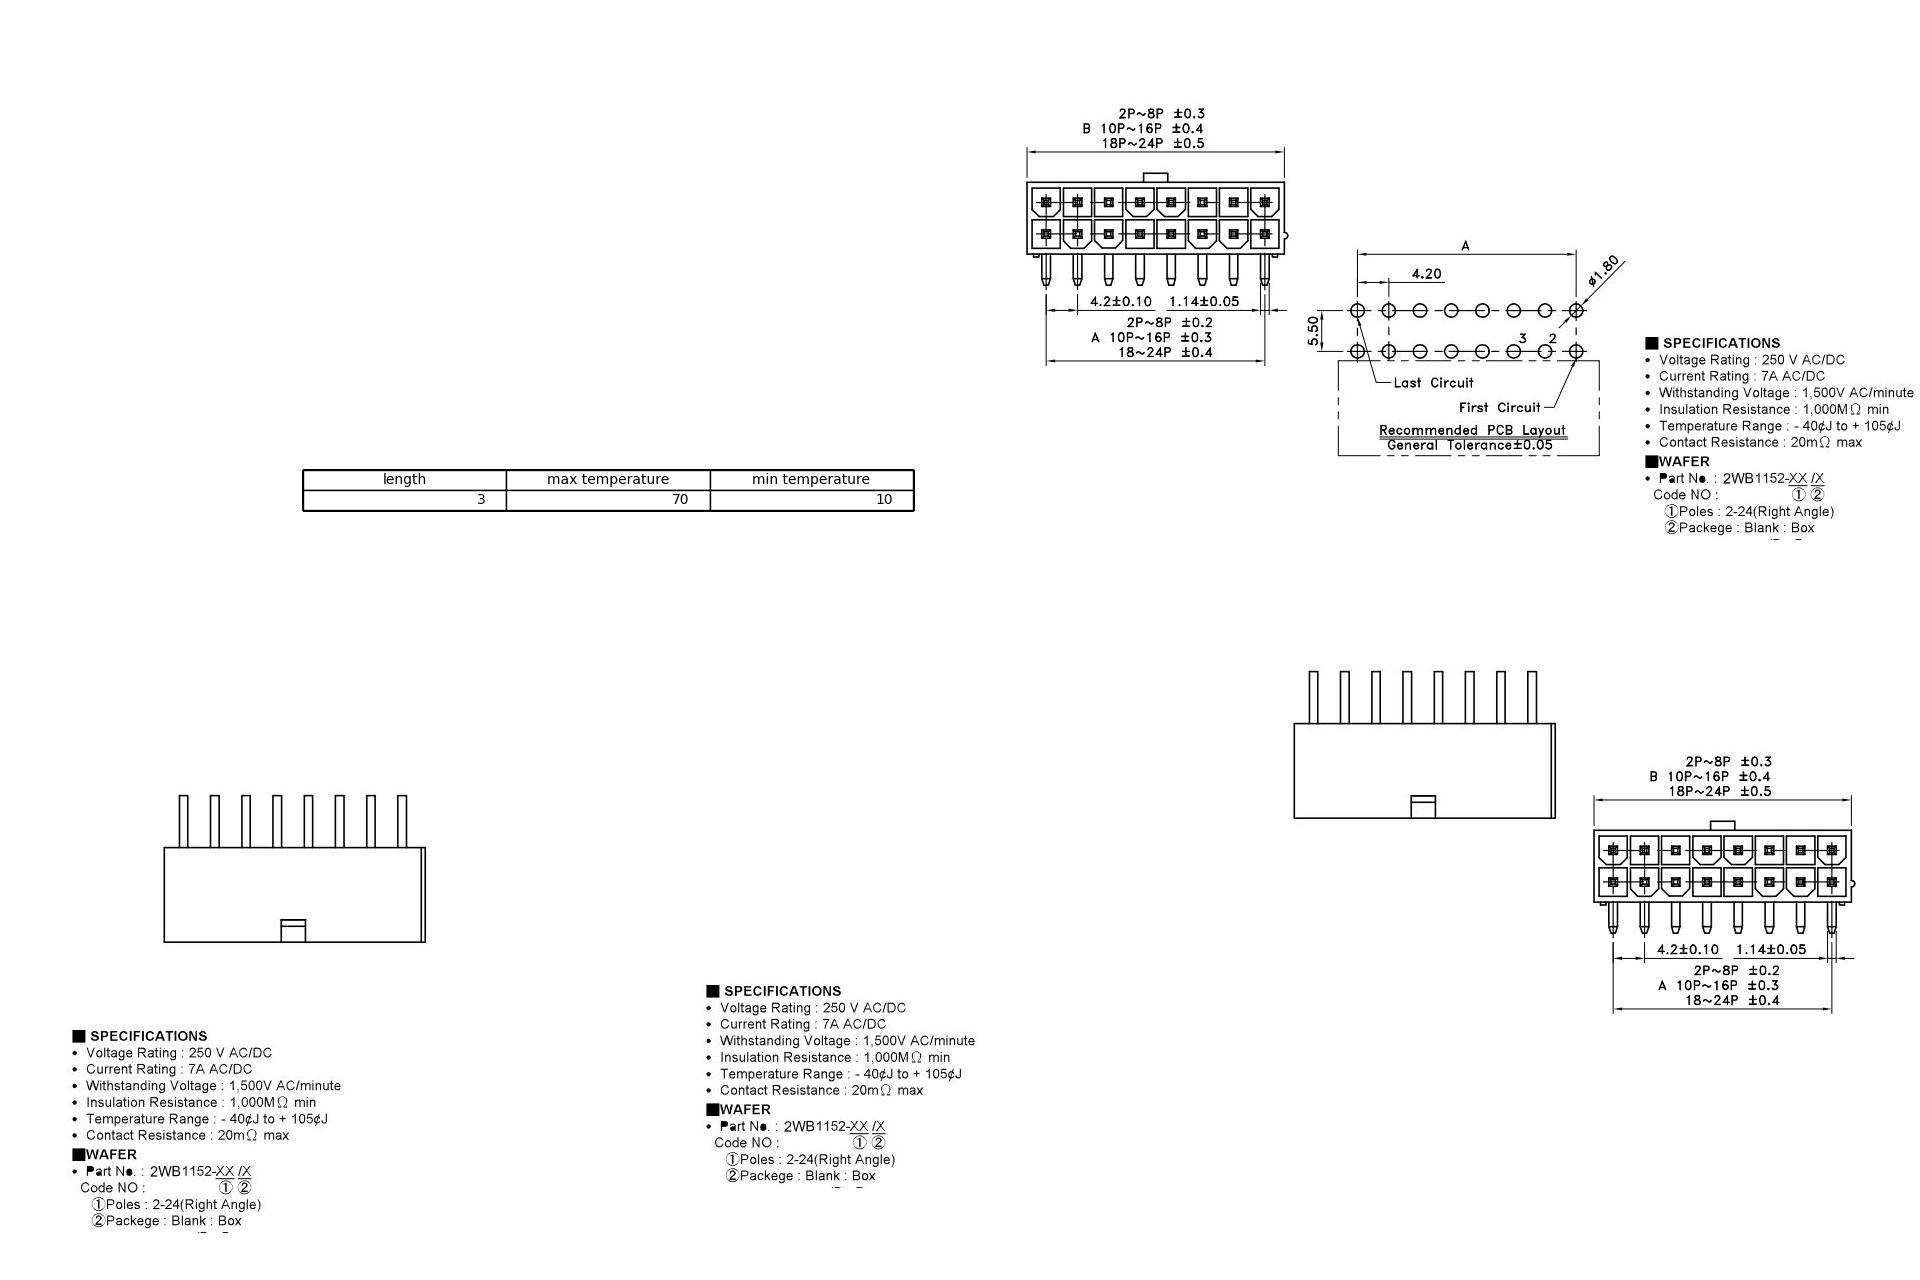 2P~8P ±0.3
B 10P~16P ±0.4
18P~24P ±0.5
4.2±0.10 1.14±0.05
2P~8P ±0.2
A 10P~16P ±0.3
18~24P ±0.4
A
4.20
ø1.80
5.50
3 2
Last Circuit
First Circuit
Recommended PCB Layout
General Tolerance±0.05
■ SPECIFICATIONS
• Voltage Rating : 250 V AC/DC
• Current Rating : 7A AC/DC
• Withstanding Voltage : 1,500V AC/minute
• Insulation Resistance : 1,000MΩ min
• Temperature Range : - 40¢J to + 105¢J
• Contact Resistance : 20mΩ max
■WAFER
• Part No. : 2WB1152-XX /X
Code NO : ① ②
①Poles : 2-24(Right Angle)
②Packege : Blank : Box
length max temperature min temperature
3 70 10
2P~8P ±0.3
B 10P~16P ±0.4
18P~24P ±0.5
4.2±0.10 1.14±0.05
2P~8P ±0.2
A 10P~16P ±0.3
18~24P ±0.4
■ SPECIFICATIONS
• Voltage Rating : 250 V AC/DC
• Current Rating : 7A AC/DC
• Withstanding Voltage : 1,500V AC/minute
• Insulation Resistance : 1,000MΩ min
• Temperature Range : - 40¢J to + 105¢J
• Contact Resistance : 20mΩ max
■WAFER
• Part No. : 2WB1152-XX /X
Code NO : ① ②
①Poles : 2-24(Right Angle)
②Packege : Blank : Box
■ SPECIFICATIONS
• Voltage Rating : 250 V AC/DC
• Current Rating : 7A AC/DC
• Withstanding Voltage : 1,500V AC/minute
• Insulation Resistance : 1,000MΩ min
• Temperature Range : - 40¢J to + 105¢J
• Contact Resistance : 20mΩ max
■WAFER
• Part No. : 2WB1152-XX /X
Code NO : ① ②
①Poles : 2-24(Right Angle)
②Packege : Blank : Box